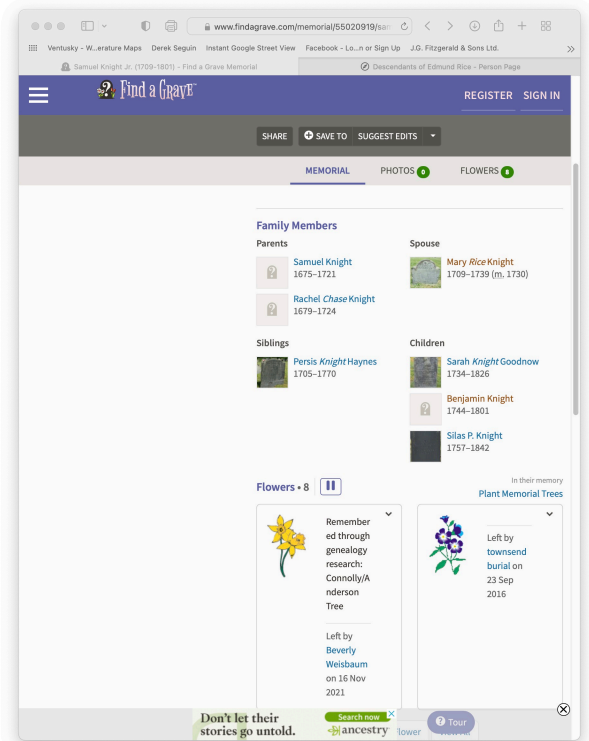 www.findagrave.com/memorial/55020919/sam
Ventusky - W...erature Maps Derek Seguin Instant Google Street View Facebook - Lo...n or Sign Up J.G. Fitzgerald & Sons Ltd.
Samuel Knight Jr. (1709-1801) - Find a Grave Memorial Descendants of Edmund Rice - Person Page
Find a Grave REGISTER SIGN IN
SHARE SAVE TO SUGGEST EDITS
MEMORIAL PHOTOS 0 FLOWERS 8
Family Members
Parents
Samuel Knight
1675–1721
Rachel Chase Knight
1679–1724
Spouse
Mary Rice Knight
1709–1739 (m. 1730)
Siblings
Persis Knight Haynes
1705–1770
Children
Sarah Knight Goodnow
1734–1826
Benjamin Knight
1744–1801
Silas P. Knight
1757–1842
Flowers • 8
In their memory
Plant Memorial Trees
Remember
ed through
genealogy
research:
Connolly/A
nderson
Tree
Left by
Beverly
Weisbaum
on 16 Nov
2021
Left by
townsend
burial on
23 Sep
2016
Don't let their
stories go untold.
Search now
ancestry
lower
Tour